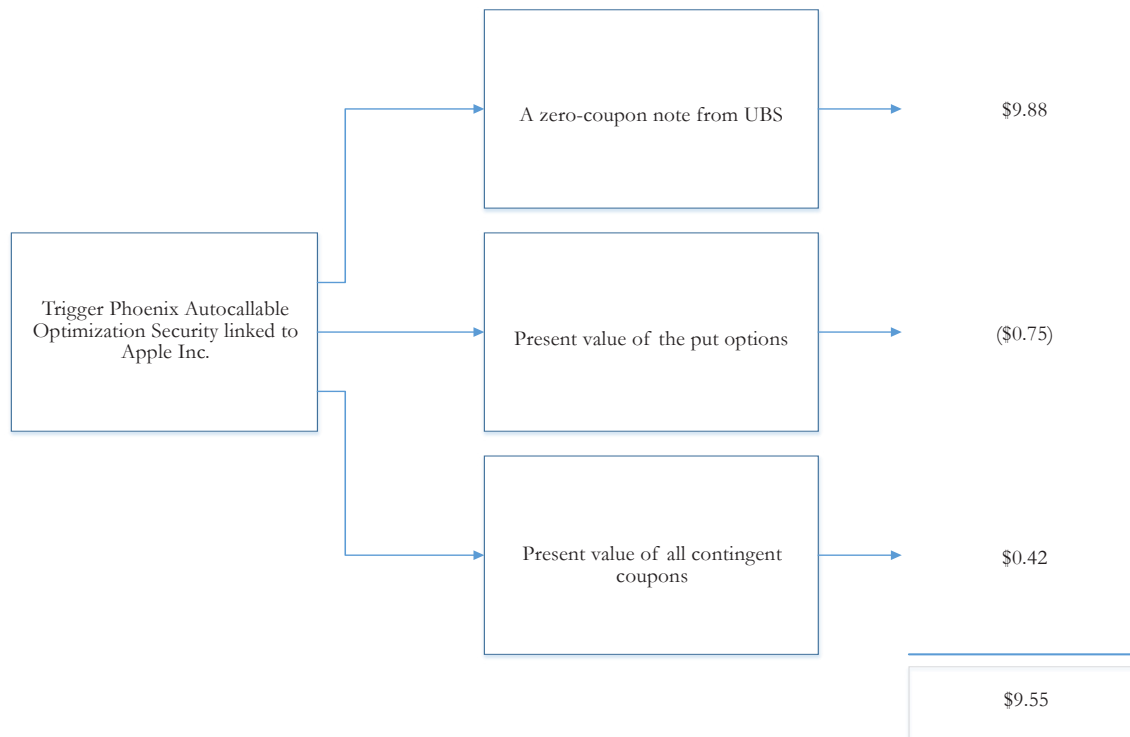 A zero-coupon note from UBS
$9.88
Trigger Phoenix Autocallable
Optimization Security linked to
Apple Inc.
Present value of the put options
($0.75)
Present value of all contingent
coupons
$0.42
$9.55